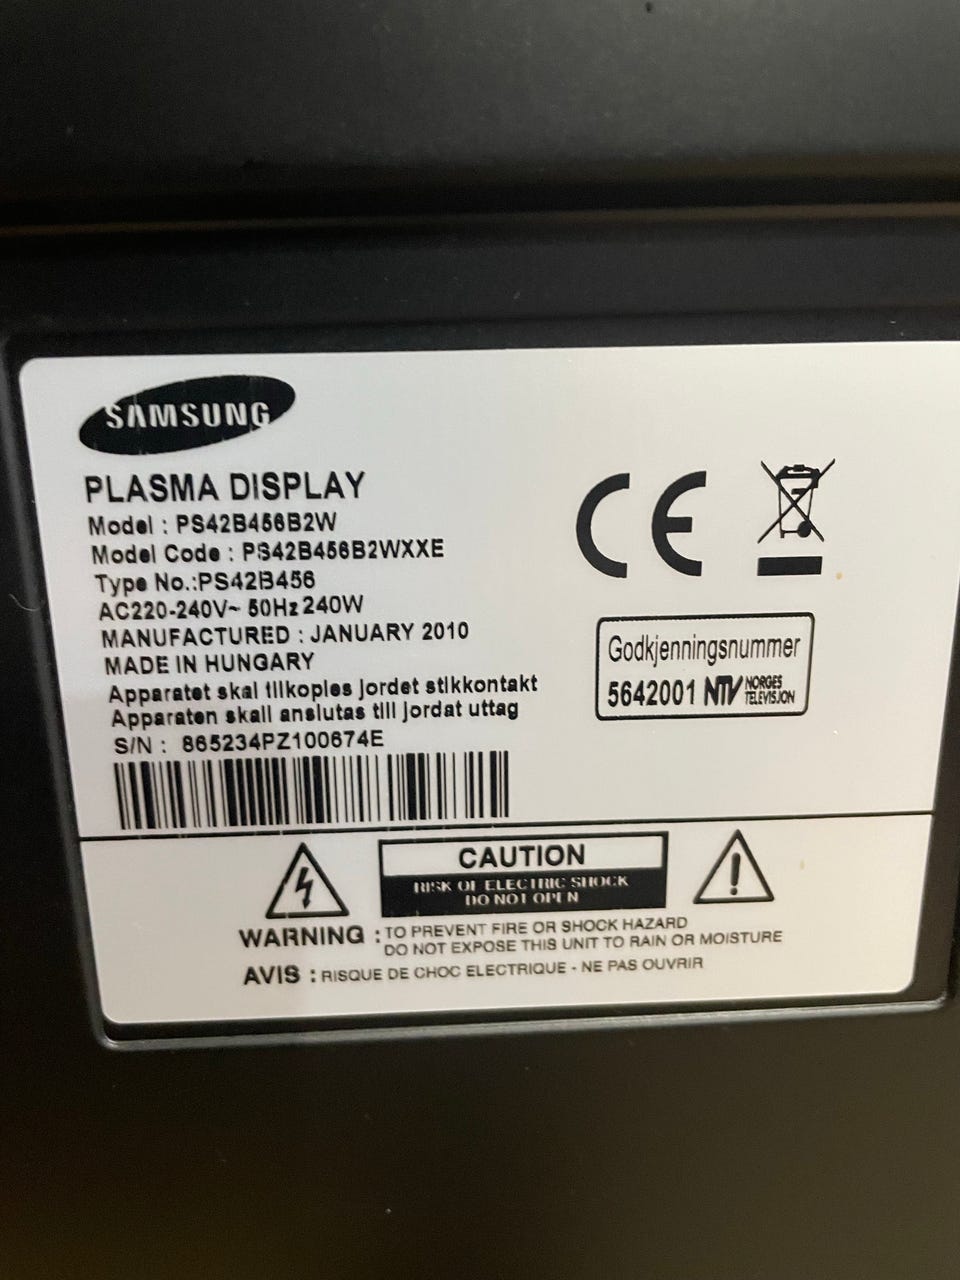 SAMSUNG
PLASMA DISPLAY
Model : PS42B456B2W
Model Code : PS42B456B2WXXE
Type No.:PS42B456
AC220-240V~ 50Hz 240W
MANUFACTURED : JANUARY 2010
MADE IN HUNGARY
Apparatet skal tilkoples jordet stikkontakt
Apparaten skall anslutas till jordat uttag
S/N : 865234PZ100674E
CE
Godkjenningsnummer
5642001 NTV NORGES
TELEVISJON
CAUTION
RISK OF ELECTRIC SHOCK
DO NOT OPEN
WARNING : TO PREVENT FIRE OR SHOCK HAZARD
DO NOT EXPOSE THIS UNIT TO RAIN OR MOISTURE
AVIS : RISQUE DE CHOC ELECTRIQUE - NE PAS OUVRIR